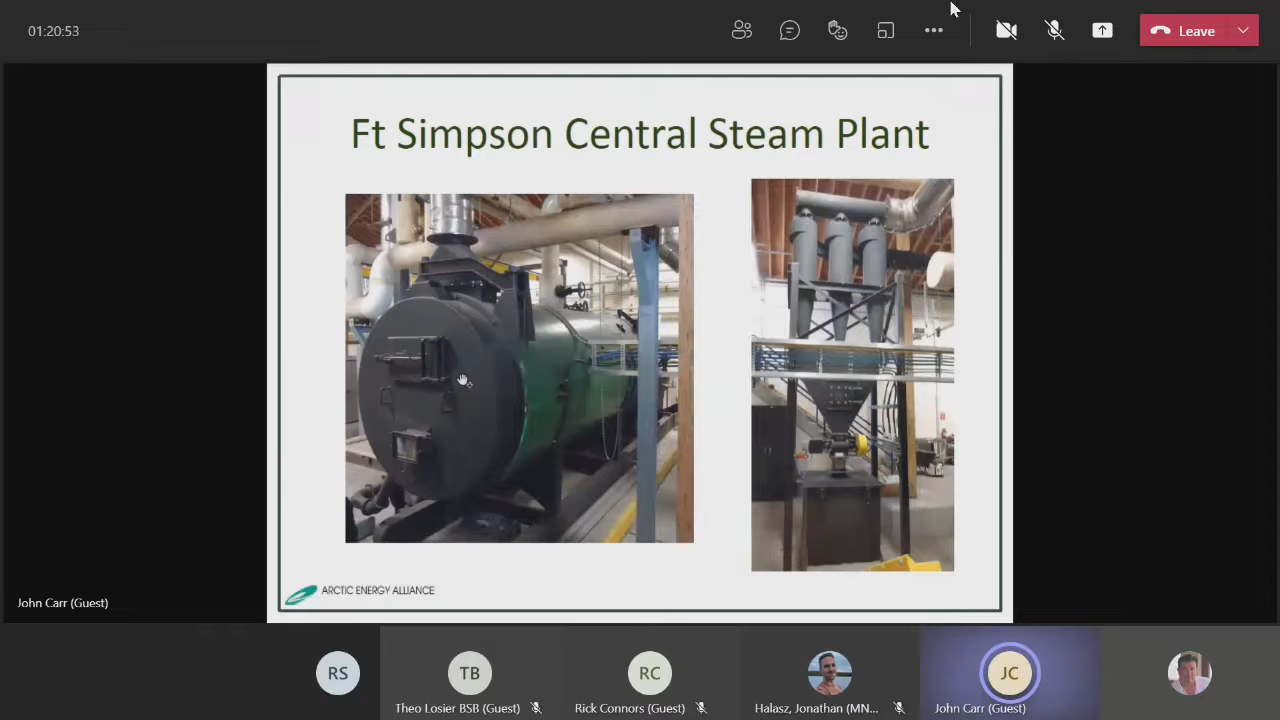 01:20:53
Leave
Ft Simpson Central Steam Plant
ARCTIC ENERGY ALLIANCE
John Carr (Guest)
RS
TB
RC
JC
Theo Losier BSB (Guest)
Rick Connors (Guest)
Halasz, Jonathan (MN...
John Carr (Guest)